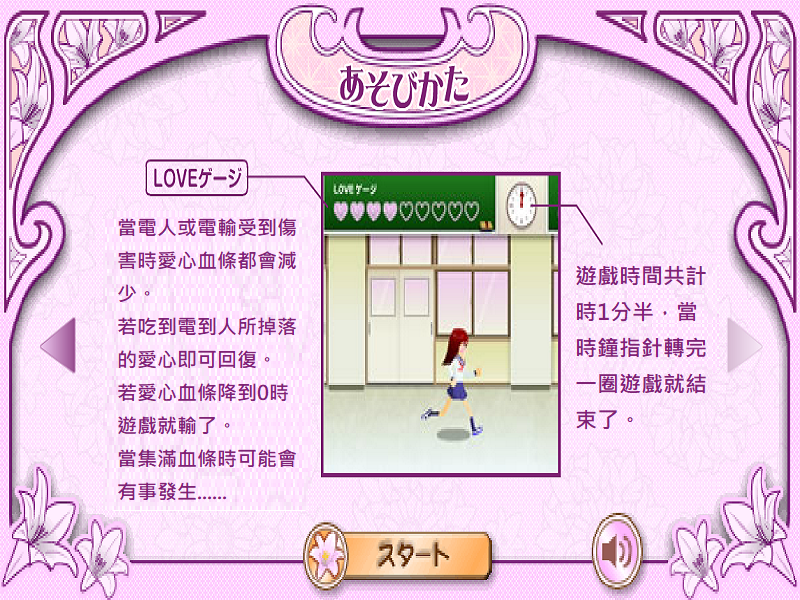 あそびかた
LOVEゲージ
LOVE ゲージ
當電人或電輸受到傷
害時愛心血條都會減
少。
若吃到電到人所掉落
的愛心即可回復。
若愛心血條降到0時
遊戲就輸了。
當集滿血條時可能會
有事發生......
遊戲時間共計
時1分半，當
時鐘指針轉完
一圈遊戲就結
束了。
スタート